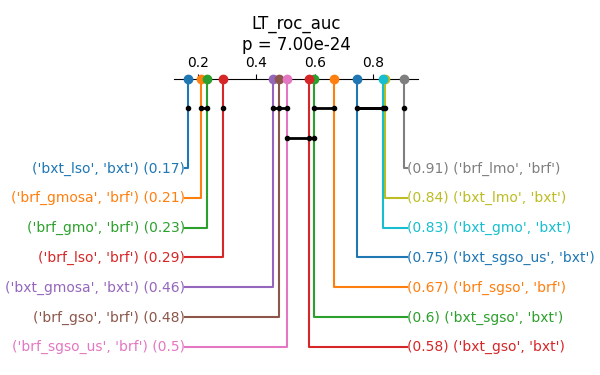 LT_roc_auc
p = 7.00e-24
0.2 0.4 0.6 0.8
('bxt_lso', 'bxt') (0.17)
(0.91) ('brf_lmo', 'brf')
('brf_gmosa', 'brf') (0.21)
(0.84) ('bxt_lmo', 'bxt')
('brf_gmo', 'brf') (0.23)
(0.83) ('bxt_gmo', 'bxt')
('brf_lso', 'brf') (0.29)
(0.75) ('bxt_sgso_us', 'bxt')
('bxt_gmosa', 'bxt') (0.46)
(0.67) ('brf_sgso', 'brf')
('brf_gso', 'brf') (0.48)
(0.6) ('bxt_sgso', 'bxt')
('brf_sgso_us', 'brf') (0.5)
(0.58) ('bxt_gso', 'bxt')